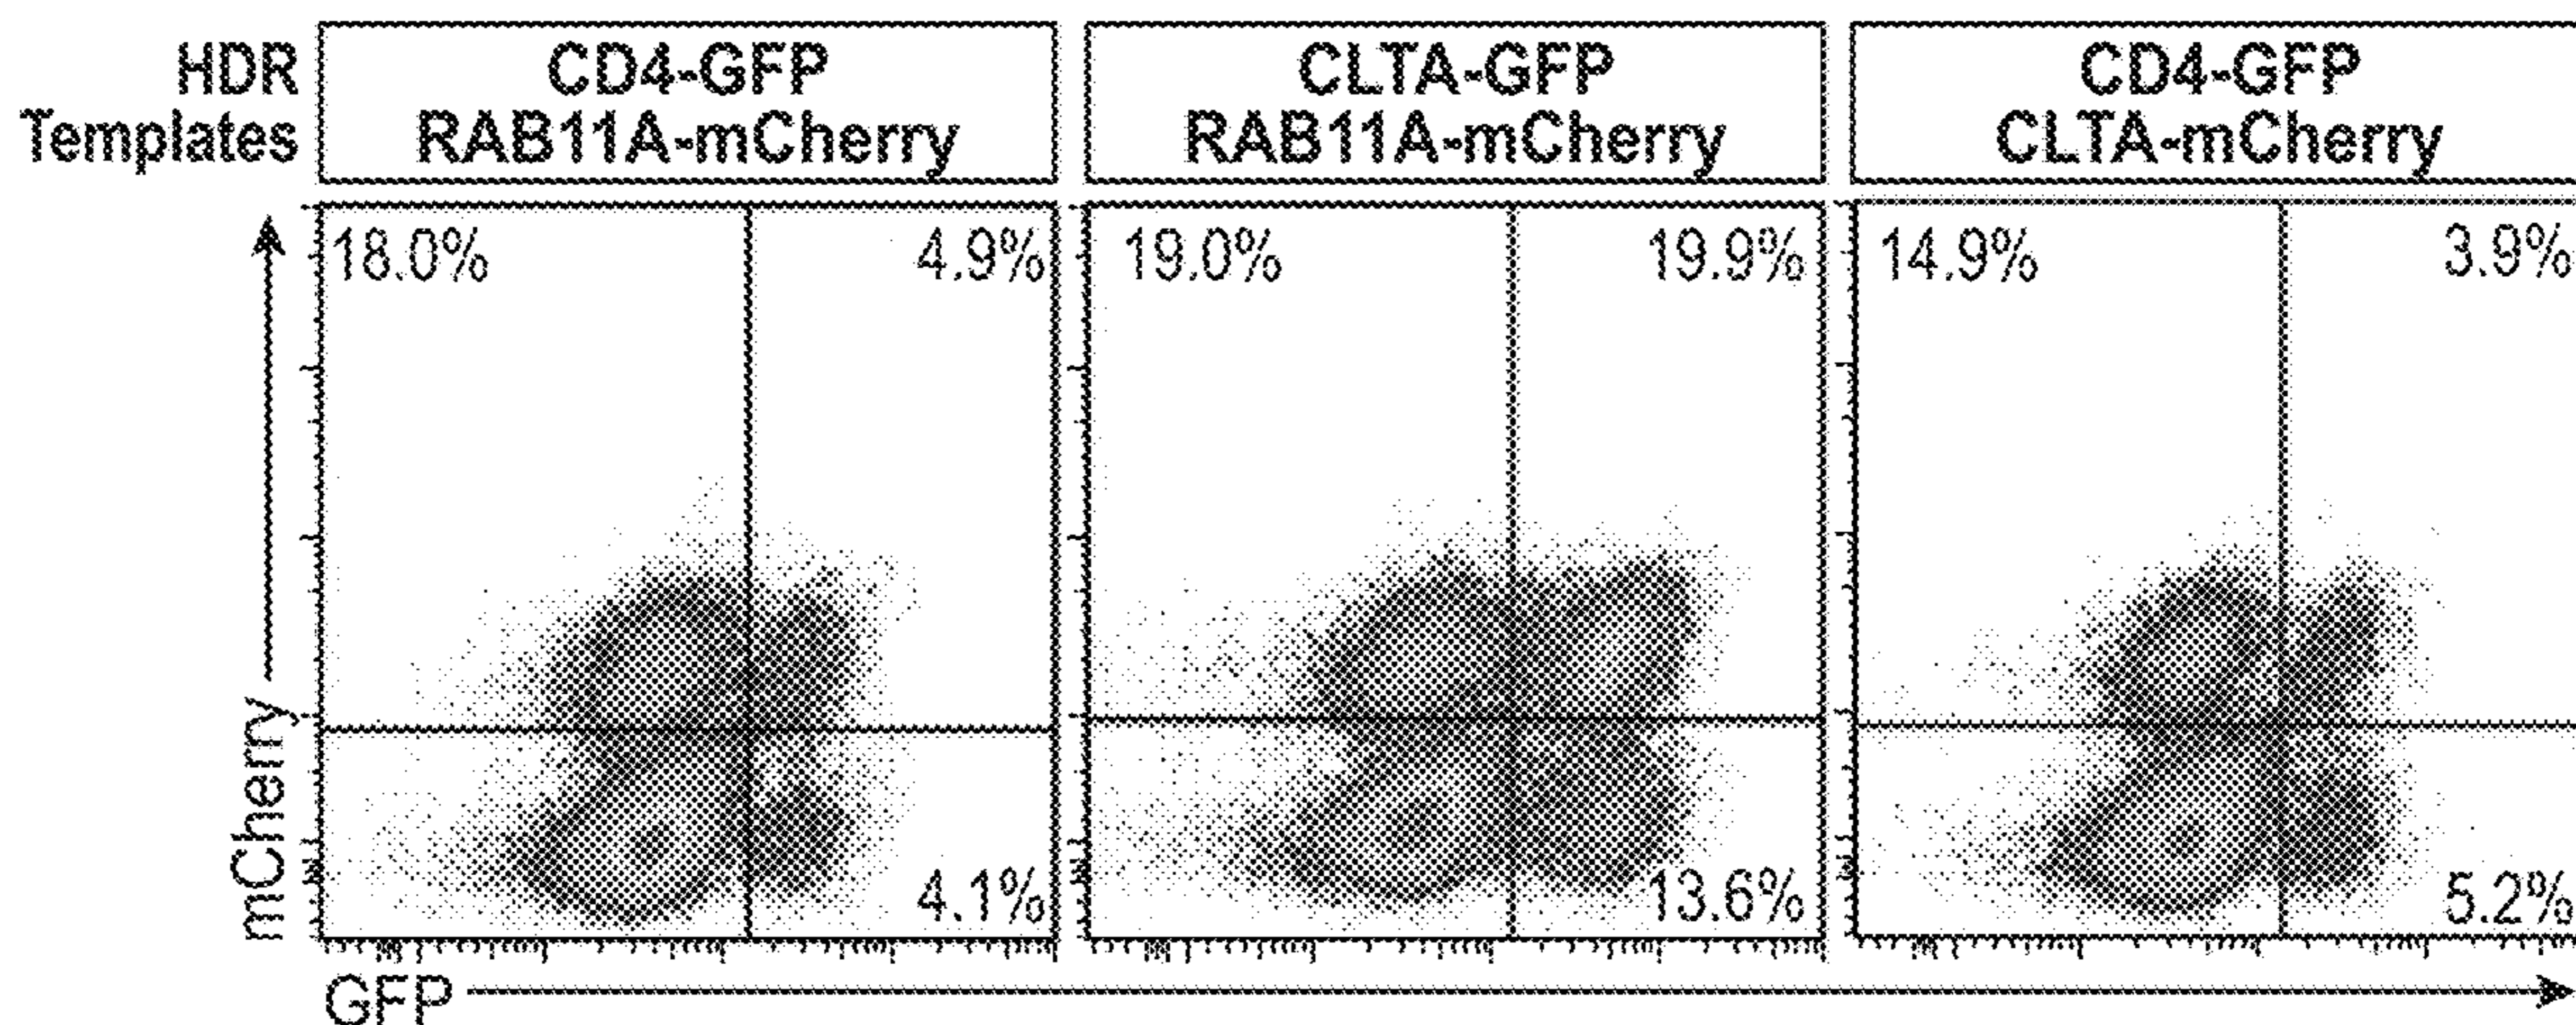 HDR
Templates
CD4-GFP
RAB11A-mCherry
CLTA-GFP
RAB11A-mCherry
CD4-GFP
CLTA-mCherry
18.0%
4.9%
19.0%
19.9%
14.9%
3.9%
4.1%
13.6%
5.2%
mCherry
GFP